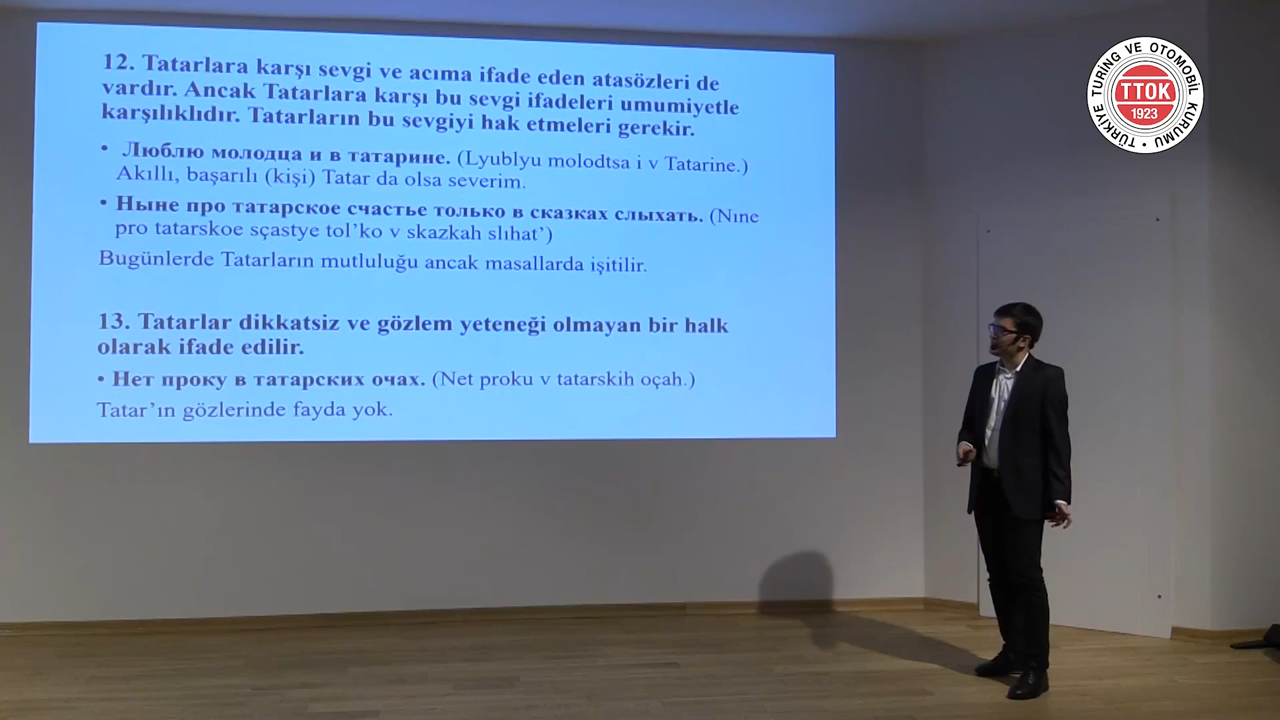 12. Tatarlara karşı sevgi ve acıma ifade eden atasözleri de
vardır. Ancak Tatarlara karşı bu sevgi ifadeleri umumiyetle
karşılıklıdır. Tatarların bu sevgiyi hak etmeleri gerekir.
• Люблю молодца и в татарине. (Lyublyu molodtsa i v Tatarine.)
Akıllı, başarılı (kişi) Tatar da olsa severim.
• Ныне про татарское счастье только в сказках слыхать. (Nıne
pro tatarskoe sçastye tol’ko v skazkah slıhat’)
Bugünlerde Tatarların mutluluğu ancak masallarda işitilir.
13. Tatarlar dikkatsiz ve gözlem yeteneği olmayan bir halk
olarak ifade edilir.
• Нет проку в татарских очах. (Net proku v tatarskih oçah.)
Tatar’ın gözlerinde fayda yok.
TÜRKİYE TURİNG VE OTOMOBİL KURUMU
TTOK
1923